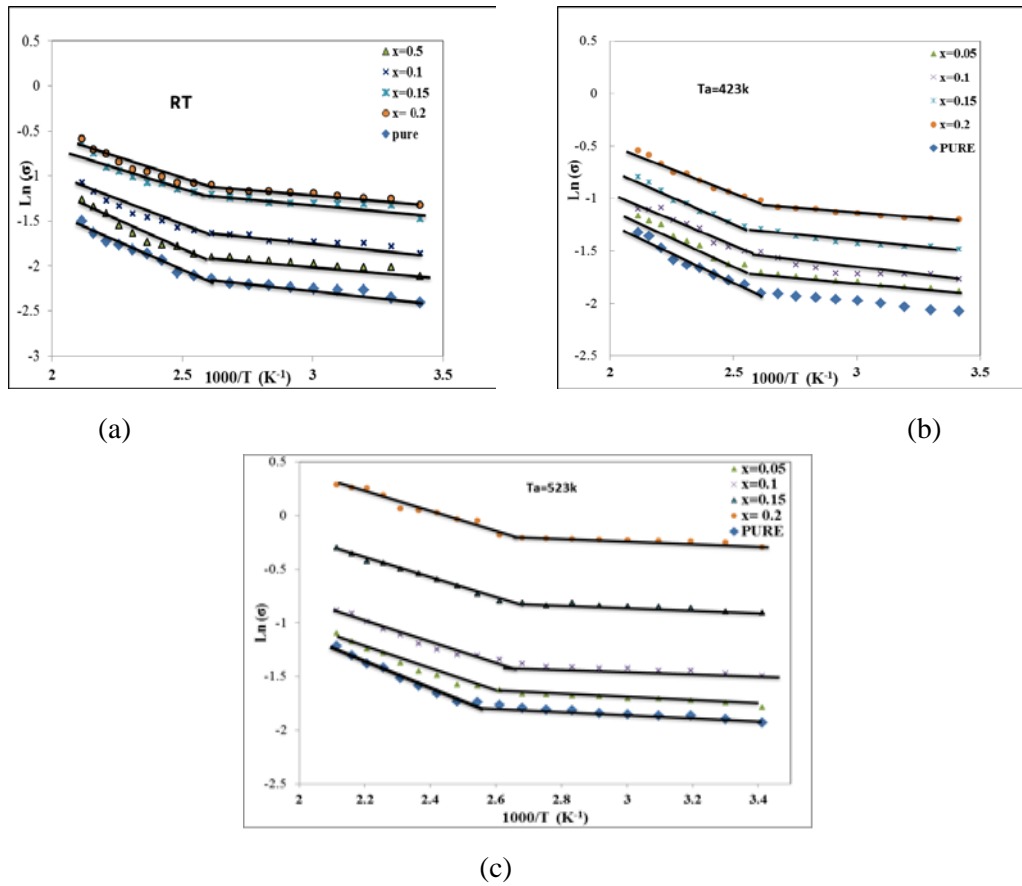 Ln (σ)
0.5
0
-0.5
-1
-1.5
-2
-2.5
-3
2
2.5
3
3.5
1000/T (K-1)
RT
x=0.5
x=0.1
x=0.15
x= 0.2
pure
(a)
Ln (σ)
0.5
0
-0.5
-1
-1.5
-2
-2.5
2
2.5
3
3.5
1000/T (K-1)
Ta=423k
x=0.05
x=0.1
x=0.15
x=0.2
PURE
(b)
Ln (σ)
0.5
0
-0.5
-1
-1.5
-2
-2.5
2
2.2
2.4
2.6
2.8
3
3.2
3.4
1000/T (K-1)
Ta=523k
x=0.05
x=0.1
x=0.15
x= 0.2
PURE
(c)